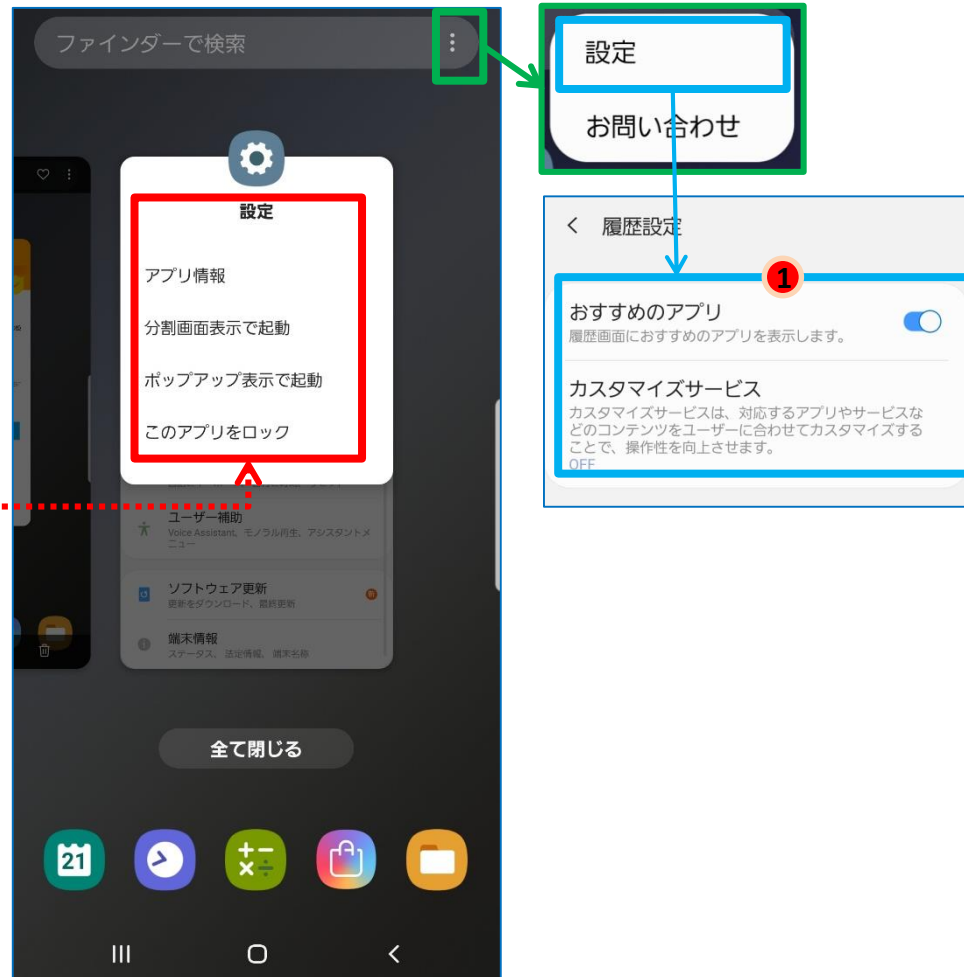 ファインダーで検索
設定
アプリ情報
分割画面表示で起動
ポップアップ表示で起動
このアプリをロック
ユーザー補助
Voice Assistant、モノラル再生、アシスタントメ
ニュー
ソフトウェア更新
更新をダウンロード、最終更新
端末情報
ステータス、法定情報、端末名称
全て閉じる
21
設定
お問い合わせ
履歴設定
1
おすすめのアプリ
履歴画面におすすめのアプリを表示します。
カスタマイズサービス
カスタマイズサービスは、対応するアプリやサービスな
どのコンテンツをユーザーに合わせてカスタマイズする
ことで、操作性を向上させます。
OFF